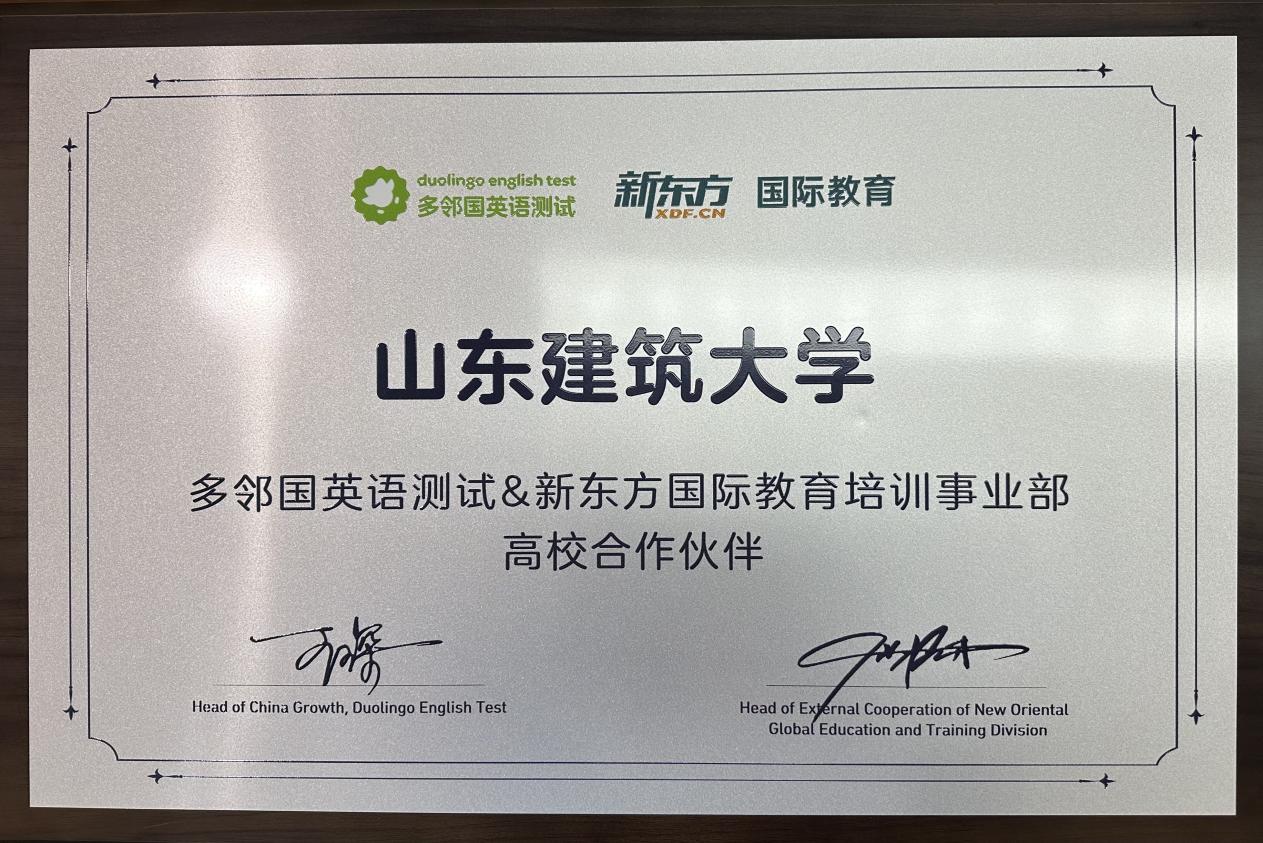 duolingo english test
多邻国英语测试
新东方 国际教育
XDF.CN
山东建筑大学
多邻国英语测试&新东方国际教育培训事业部
高校合作伙伴
Head of China Growth, Duolingo English Test
Head of External Cooperation of New Oriental
Global Education and Training Division